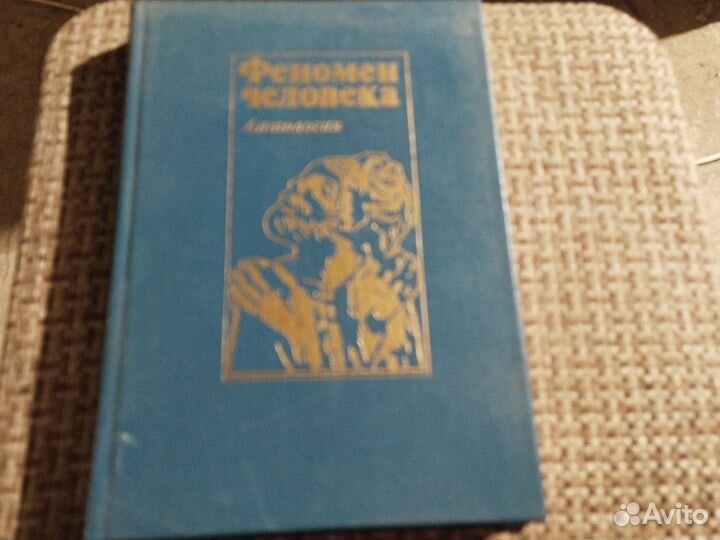 Феномен
человека
Антология
Avito